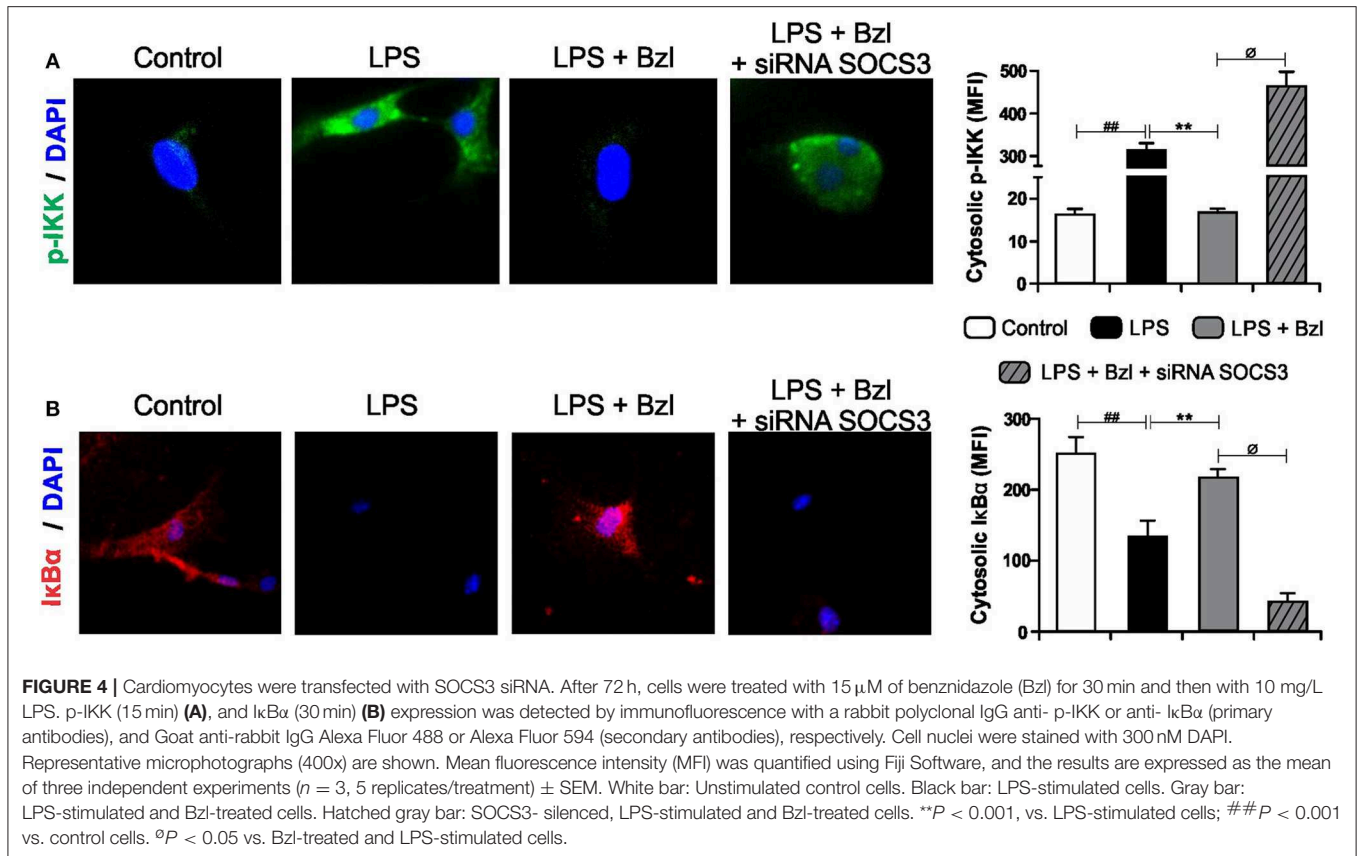 A
Control
LPS
LPS + Bzl
LPS + Bzl
+ siRNA SOCS3
p-IKK / DAPI
Cytosolic p-IKK (MFI)
500
400
300
20
10
0
##
**
Ø
Control
LPS
LPS + Bzl
LPS + Bzl + siRNA SOCS3
B
Control
LPS
LPS + Bzl
LPS + Bzl
+ siRNA SOCS3
IκBα / DAPI
Cytosolic IκBα (MFI)
300
200
100
0
##
**
Ø
FIGURE 4 | Cardiomyocytes were transfected with SOCS3 siRNA. After 72 h, cells were treated with 15 μM of benznidazole (Bzl) for 30 min and then with 10 mg/L
LPS. p-IKK (15 min) (A), and IκBα (30 min) (B) expression was detected by immunofluorescence with a rabbit polyclonal IgG anti- p-IKK or anti- IκBα (primary
antibodies), and Goat anti-rabbit IgG Alexa Fluor 488 or Alexa Fluor 594 (secondary antibodies), respectively. Cell nuclei were stained with 300 nM DAPI.
Representative microphotographs (400x) are shown. Mean fluorescence intensity (MFI) was quantified using Fiji Software, and the results are expressed as the mean
of three independent experiments (n = 3, 5 replicates/treatment) ± SEM. White bar: Unstimulated control cells. Black bar: LPS-stimulated cells. Gray bar:
LPS-stimulated and Bzl-treated cells. Hatched gray bar: SOCS3- silenced, LPS-stimulated and Bzl-treated cells. **P < 0.001, vs. LPS-stimulated cells; ##P < 0.001
vs. control cells. ØP < 0.05 vs. Bzl-treated and LPS-stimulated cells.